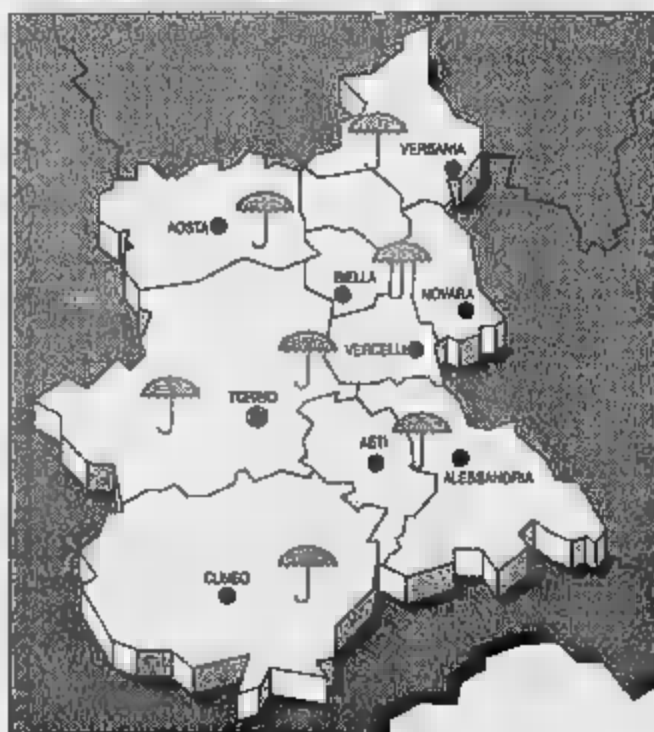 VERBANIA
AOSTA
BIELLA
NOVARA
VERCELLI
TORINO
ASTI
ALESSANDRIA
CUNEO